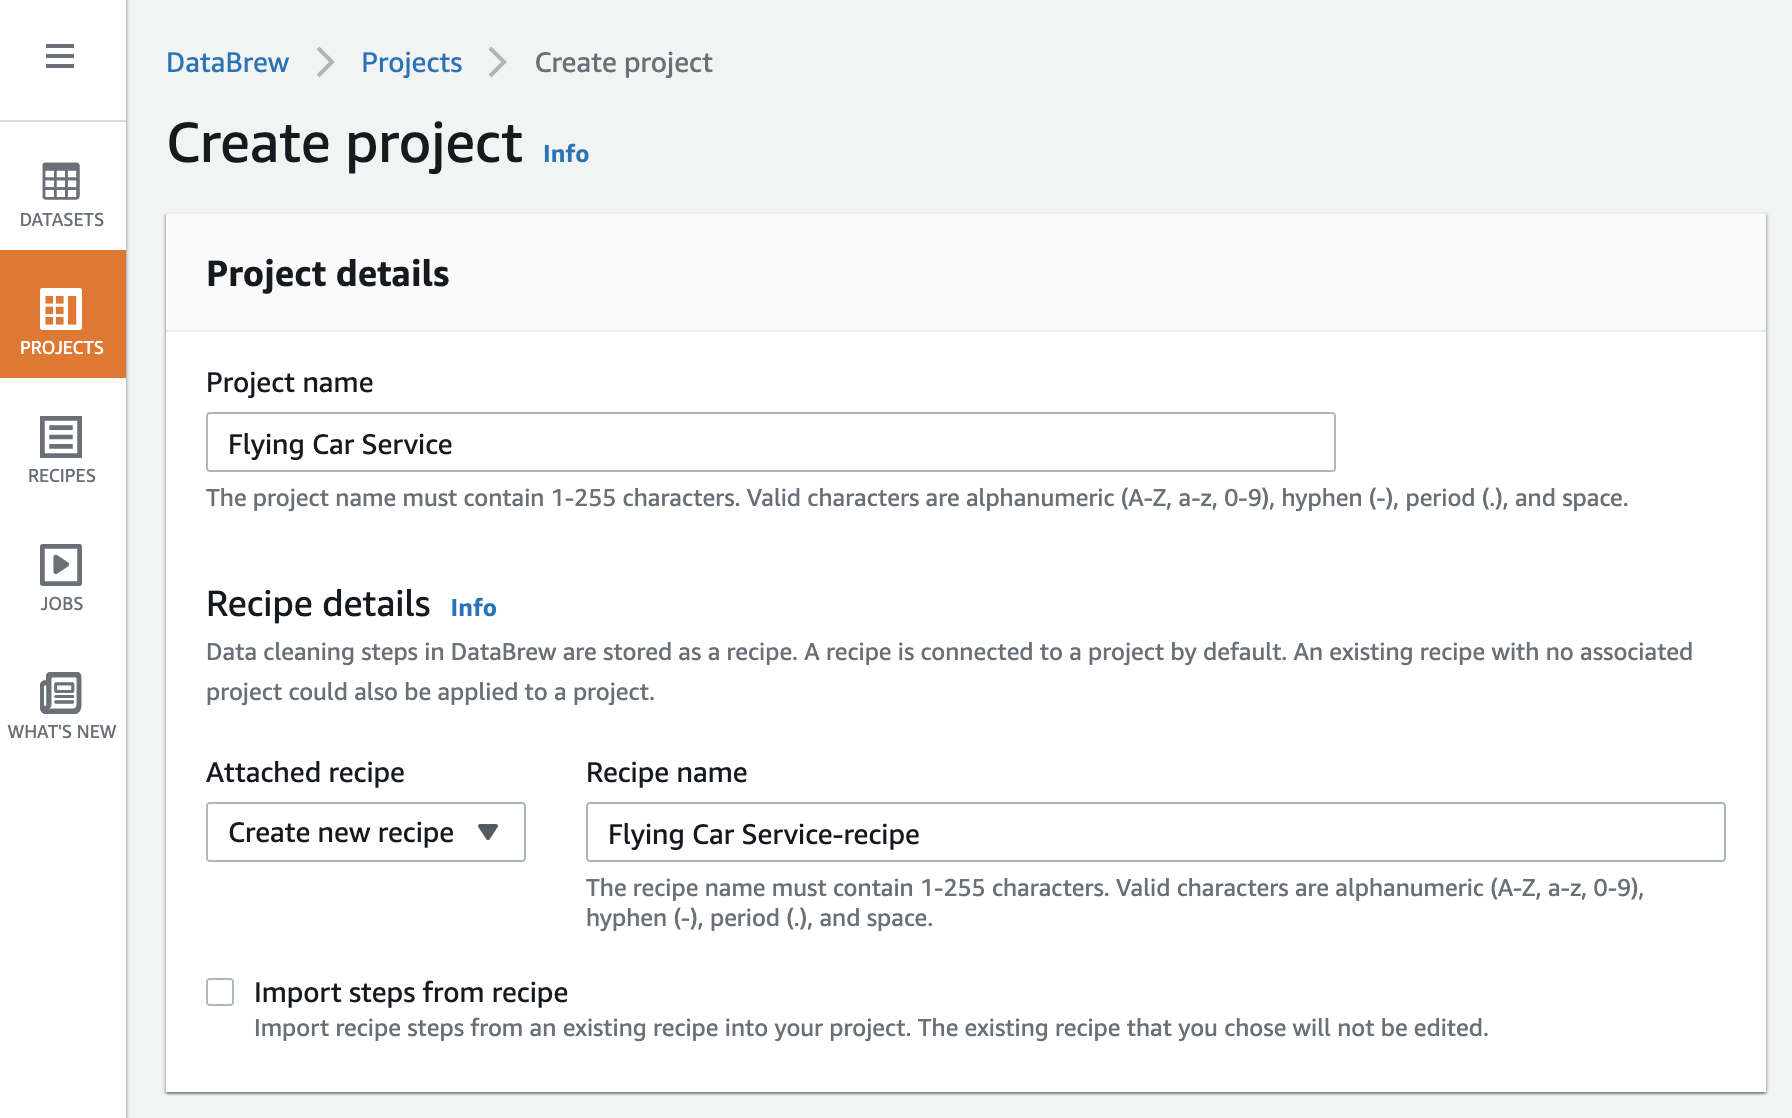 DataBrew
Projects
Create project
Create project Info
DATASETS
PROJECTS
RECIPES
JOBS
WHAT'S NEW
Project details
Project name
Flying Car Service
The project name must contain 1-255 characters. Valid characters are alphanumeric (A-Z, a-z, 0-9), hyphen (-), period (.), and space.
Recipe details Info
Data cleaning steps in DataBrew are stored as a recipe. A recipe is connected to a project by default. An existing recipe with no associated
project could also be applied to a project.
Attached recipe
Create new recipe
Recipe name
Flying Car Service-recipe
The recipe name must contain 1-255 characters. Valid characters are alphanumeric (A-Z, a-z, 0-9),
hyphen (-), period (.), and space.
Import steps from recipe
Import recipe steps from an existing recipe into your project. The existing recipe that you chose will not be edited.